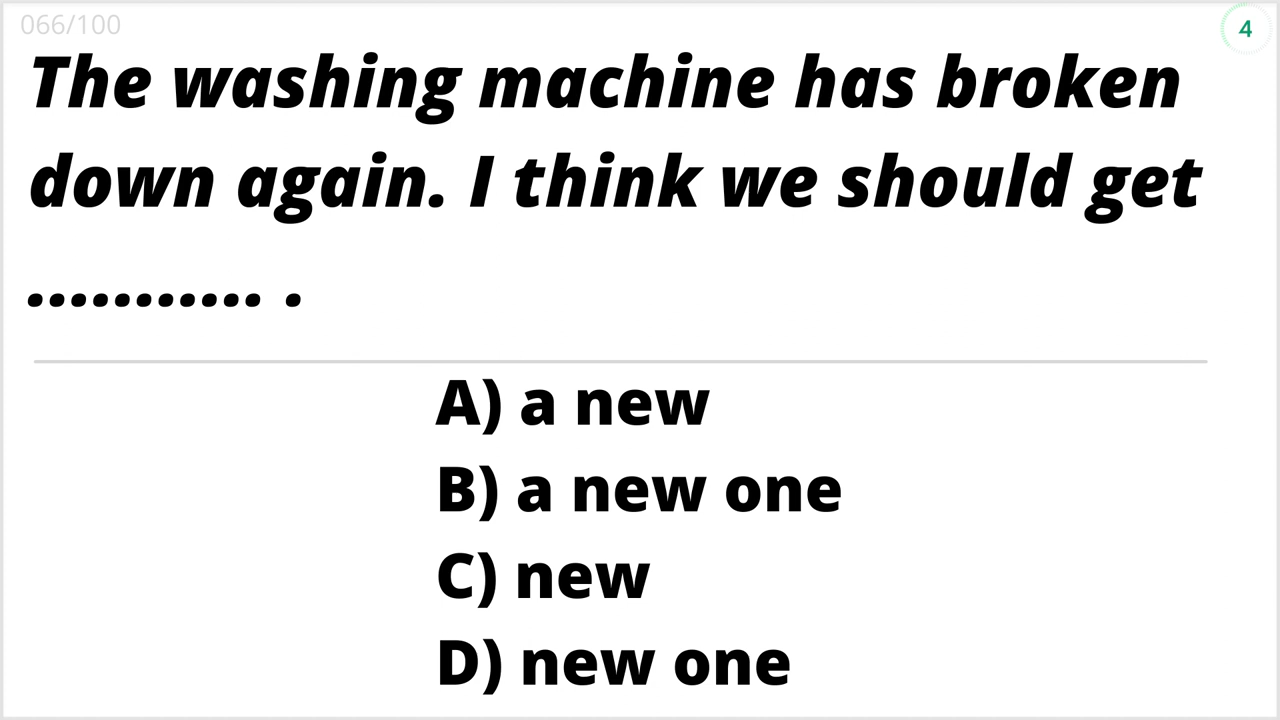 066/100
4
The washing machine has broken
down again. I think we should get
........... .
A) a new
B) a new one
C) new
D) new one